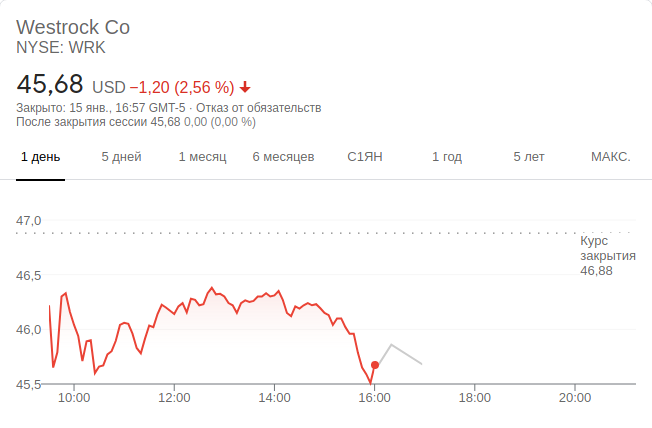 Westrock Co
NYSE: WRK
45,68 USD −1,20 (2,56 %)
Закрыто: 15 янв., 16:57 GMT-5 · Отказ от обязательств
После закрытия сессии 45,68 0,00 (0,00 %)
1 день 5 дней 1 месяц 6 месяцев С1ЯН 1 год 5 лет МАКС.
47,0
Курс
закрытия
46,88
46,5
46,0
45,5
10:00 12:00 14:00 16:00 18:00 20:00